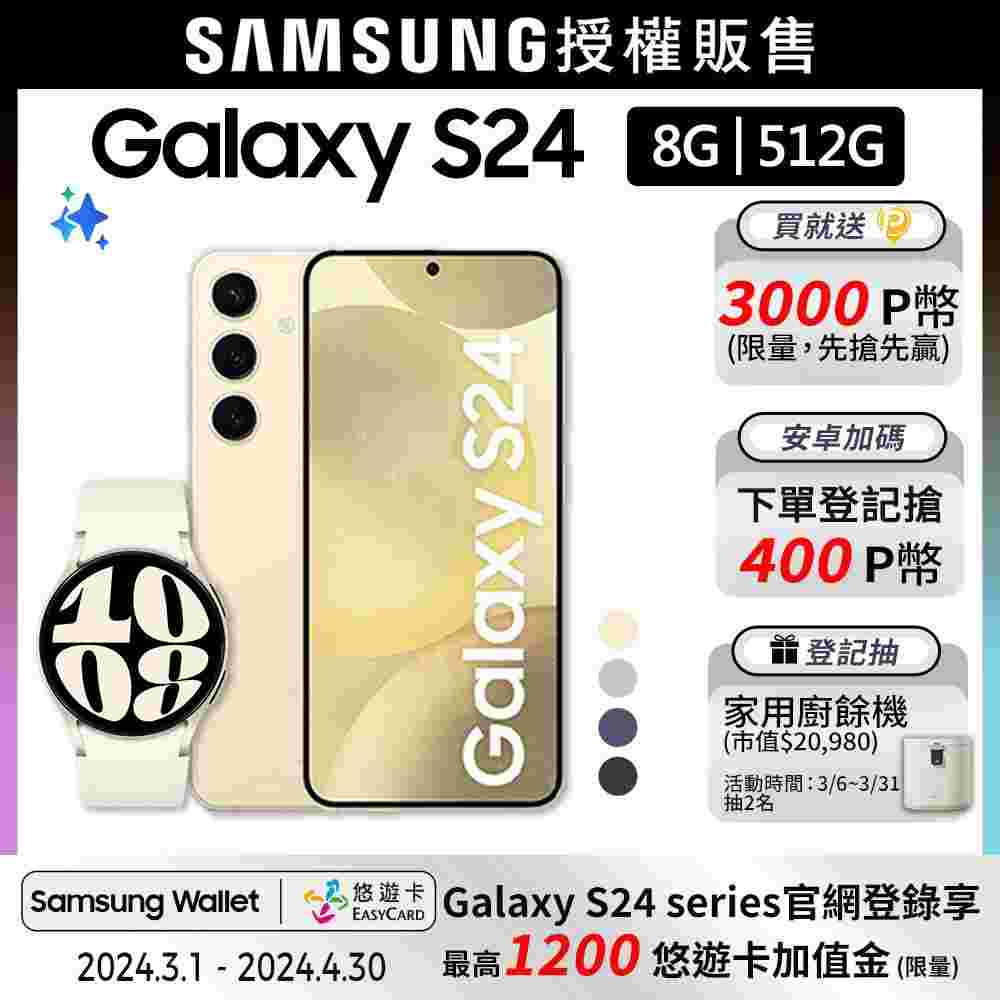 SAMSUNG授權販售
Galaxy S24 8G|512G
買就送 P
3000 P幣
(限量，先搶先贏)
安卓加碼
下單登記搶
400 P幣
登記抽
家用廚餘機
(市值$20,980)
活動時間：3/6~3/31
抽2名
Galaxy S24
10
08
Samsung Wallet | 悠遊卡
EASYCARD
2024.3.1 - 2024.4.30
Galaxy S24 series官網登錄享
最高1200 悠遊卡加值金 (限量)